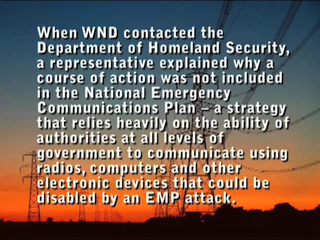 When WND contacted the
Department of Homeland Security,
a representative explained why a
course of action was not included
in the National Emergency
Communications Plan – a strategy
that relies heavily on the ability of
authorities at all levels of
government to communicate using
radios, computers and other
electronic devices that could be
disabled by an EMP attack.